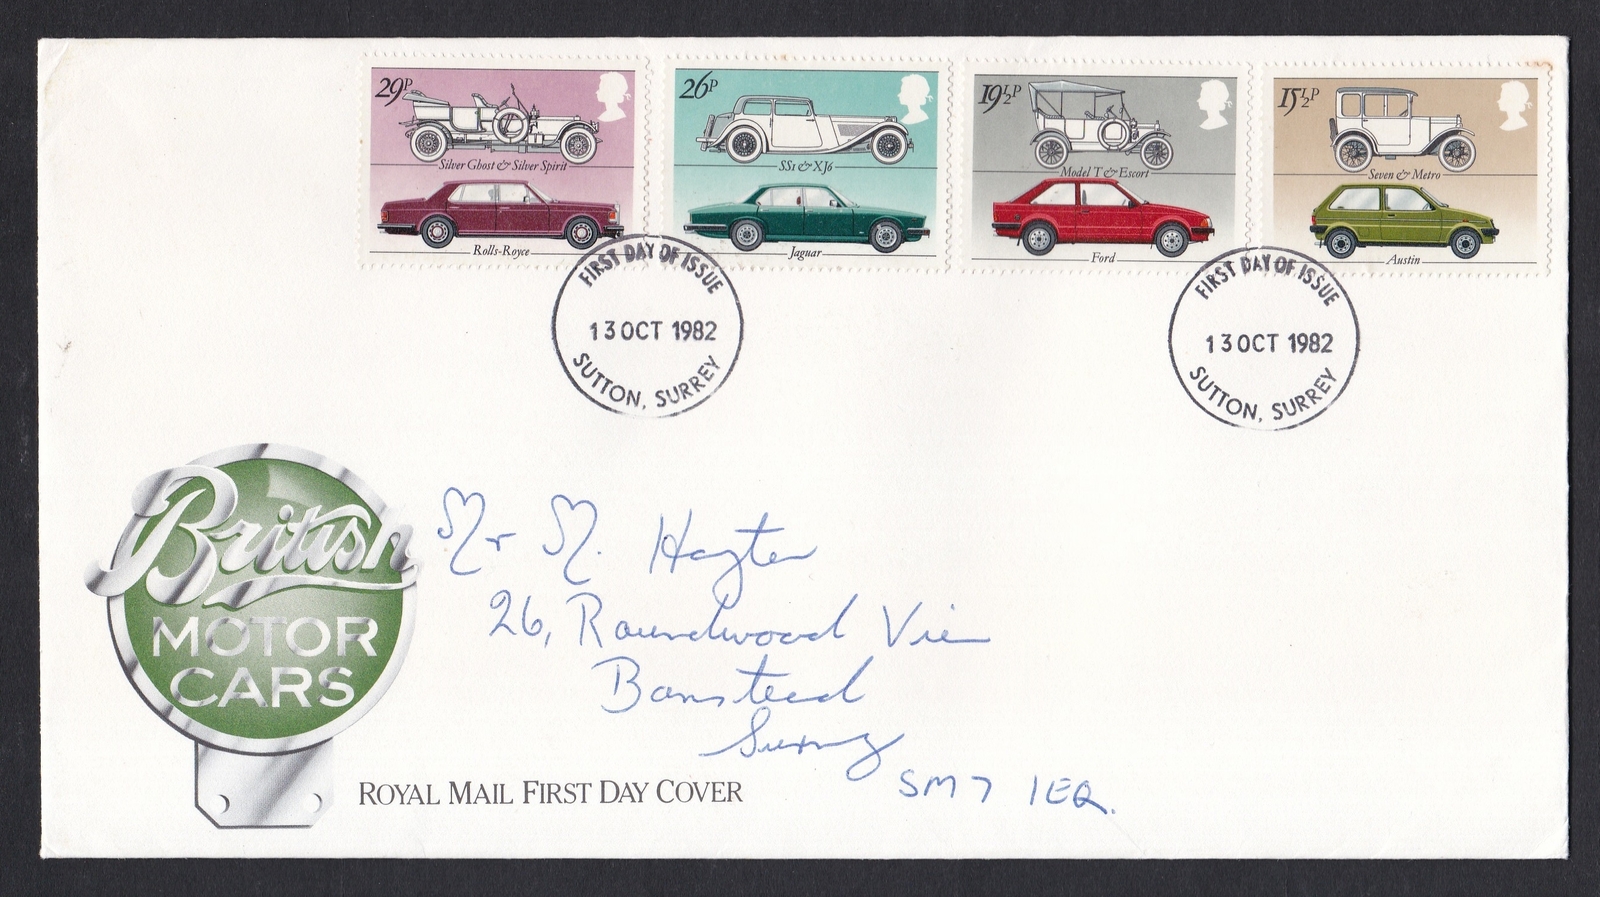 29P
Silver Ghost & Silver Spirit
Rolls-Royce
26P
SS1 & XJ6
Jaguar
19½P
Model T & Escort
Ford
15½P
Seven & Metro
Austin
FIRST DAY OF ISSUE
13 OCT 1982
SUTTON, SURREY
FIRST DAY OF ISSUE
13 OCT 1982
SUTTON, SURREY
British
MOTOR
CARS
Mr M. Hayter
26, Roundwood View
Banstead
Surrey
SM7 1EQ.
ROYAL MAIL FIRST DAY COVER